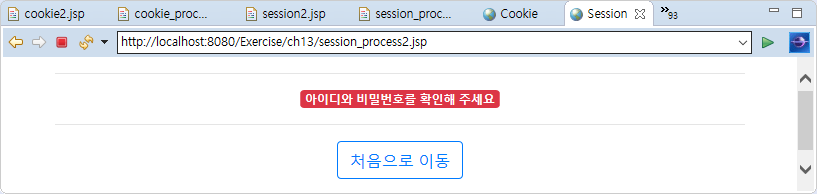 cookie2.jsp cookie_proc... session2.jsp session_proc... Cookie Session »93
http://localhost:8080/Exercise/ch13/session_process2.jsp
아이디와 비밀번호를 확인해 주세요
처음으로 이동